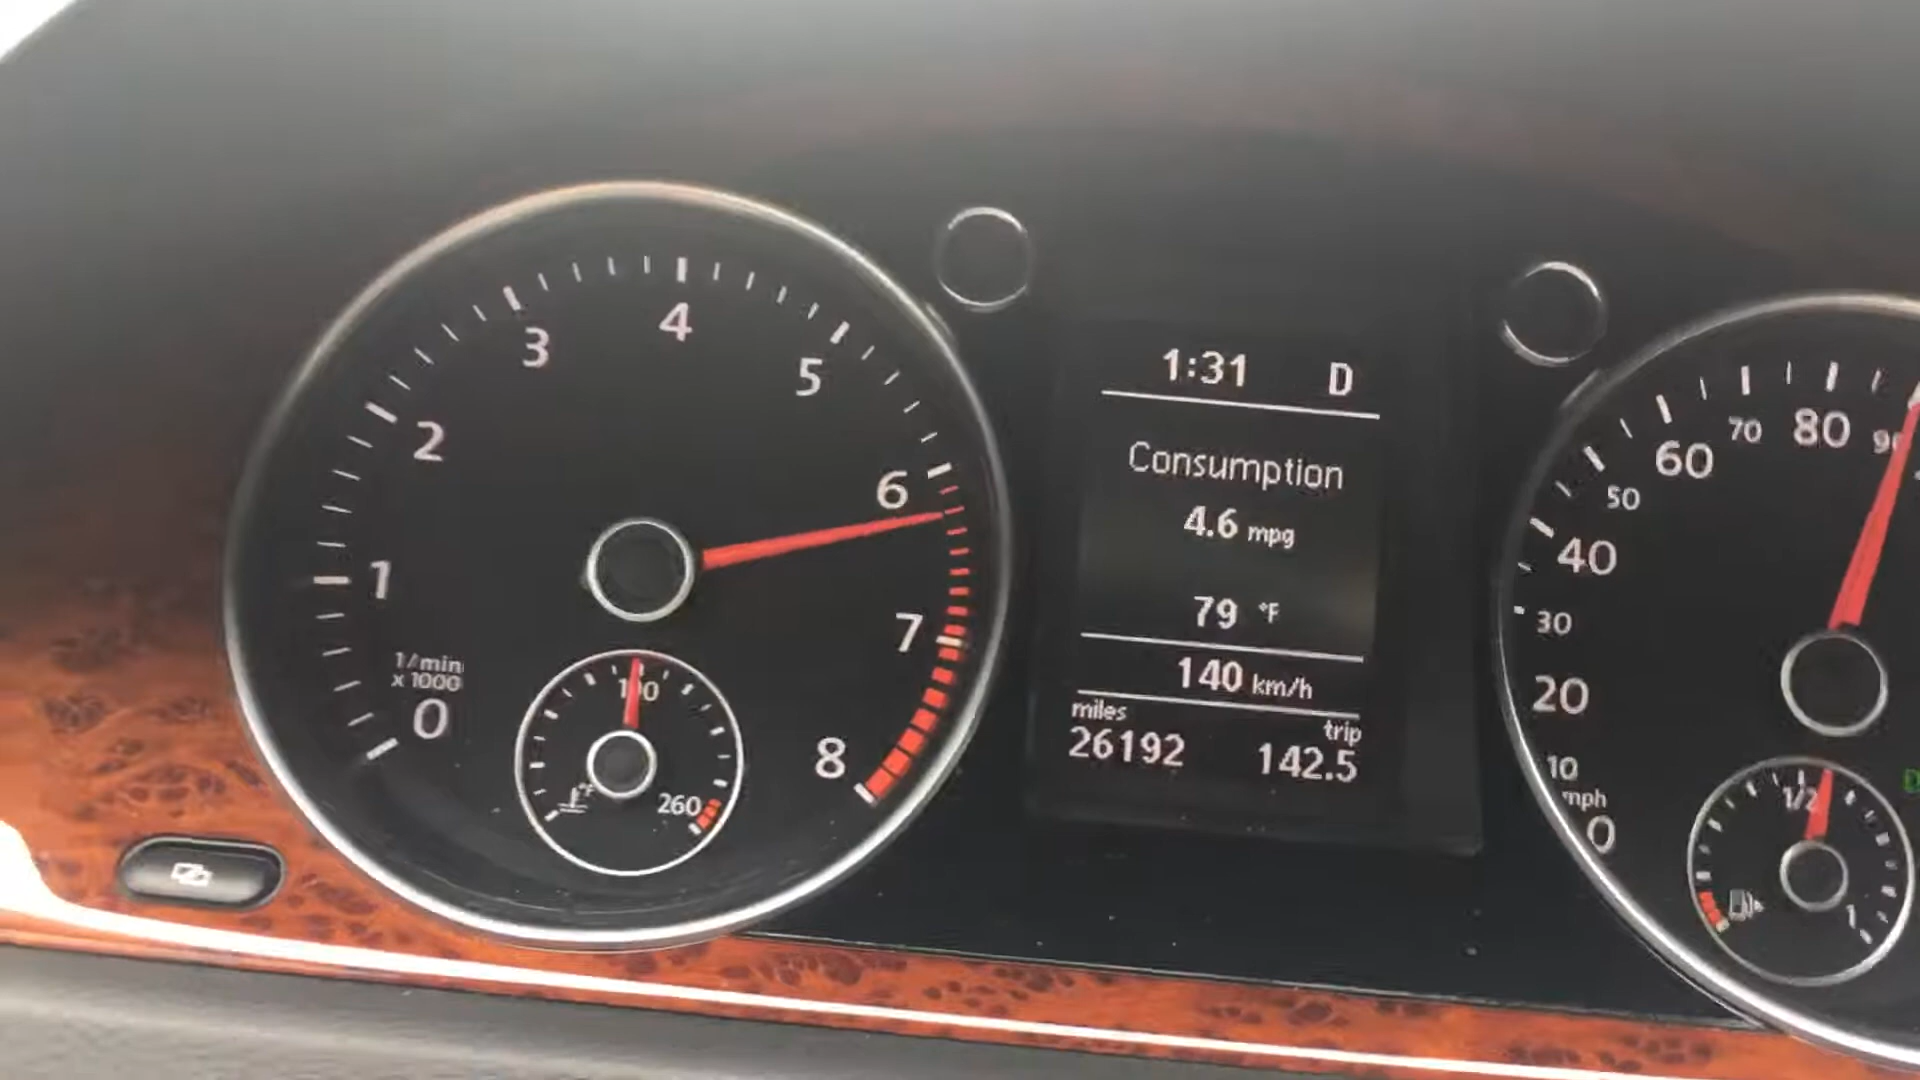 0
1
2
3
4
5
6
7
8
1/min
x 1000
°F
260
1:31 D
Consumption
4.6 mpg
79 °F
140 km/h
miles trip
26192 142.5
0
10
20
30
40
50
60
70
80
mph
1/2
1